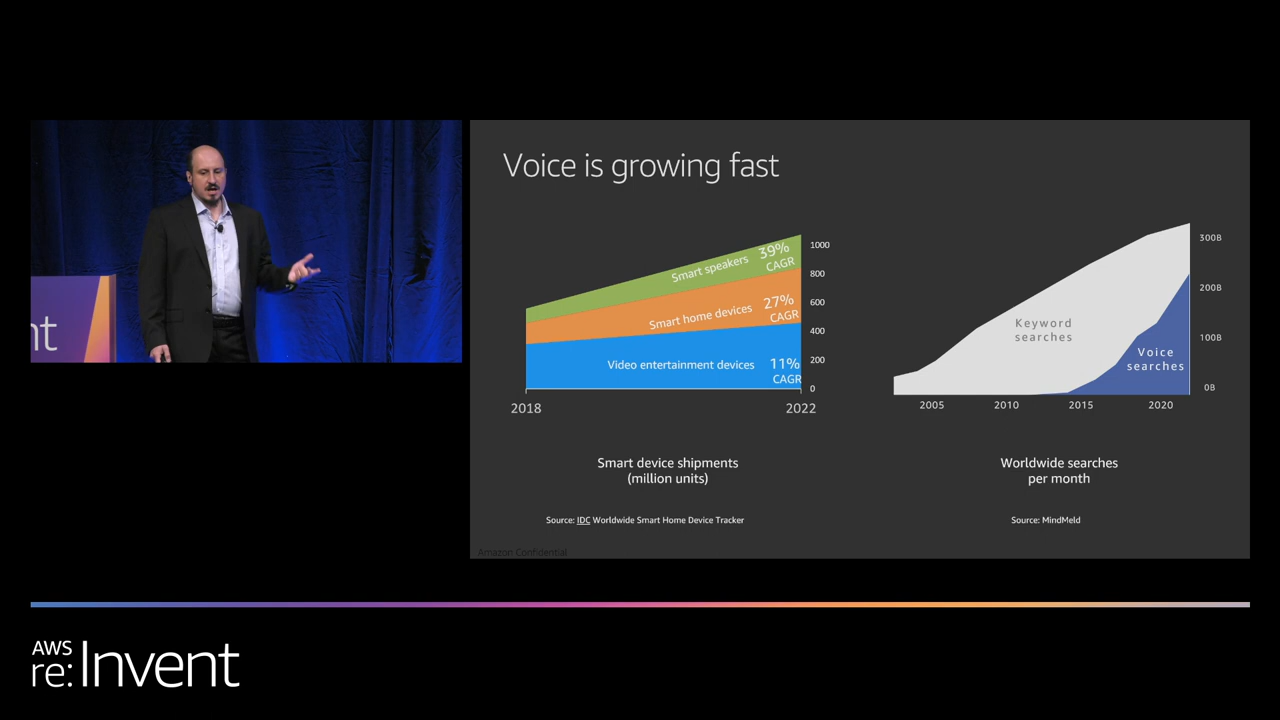 nt
Voice is growing fast
Smart speakers
39%
CAGR
Smart home devices
27%
CAGR
Video entertainment devices
11%
CAGR
1000
800
600
400
200
0
2018
2022
Smart device shipments
(million units)
Source: IDC Worldwide Smart Home Device Tracker
Keyword
searches
Voice
searches
300B
200B
100B
0B
2005
2010
2015
2020
Worldwide searches
per month
Source: MindMeld
Amazon Confidential
AWS
re:Invent